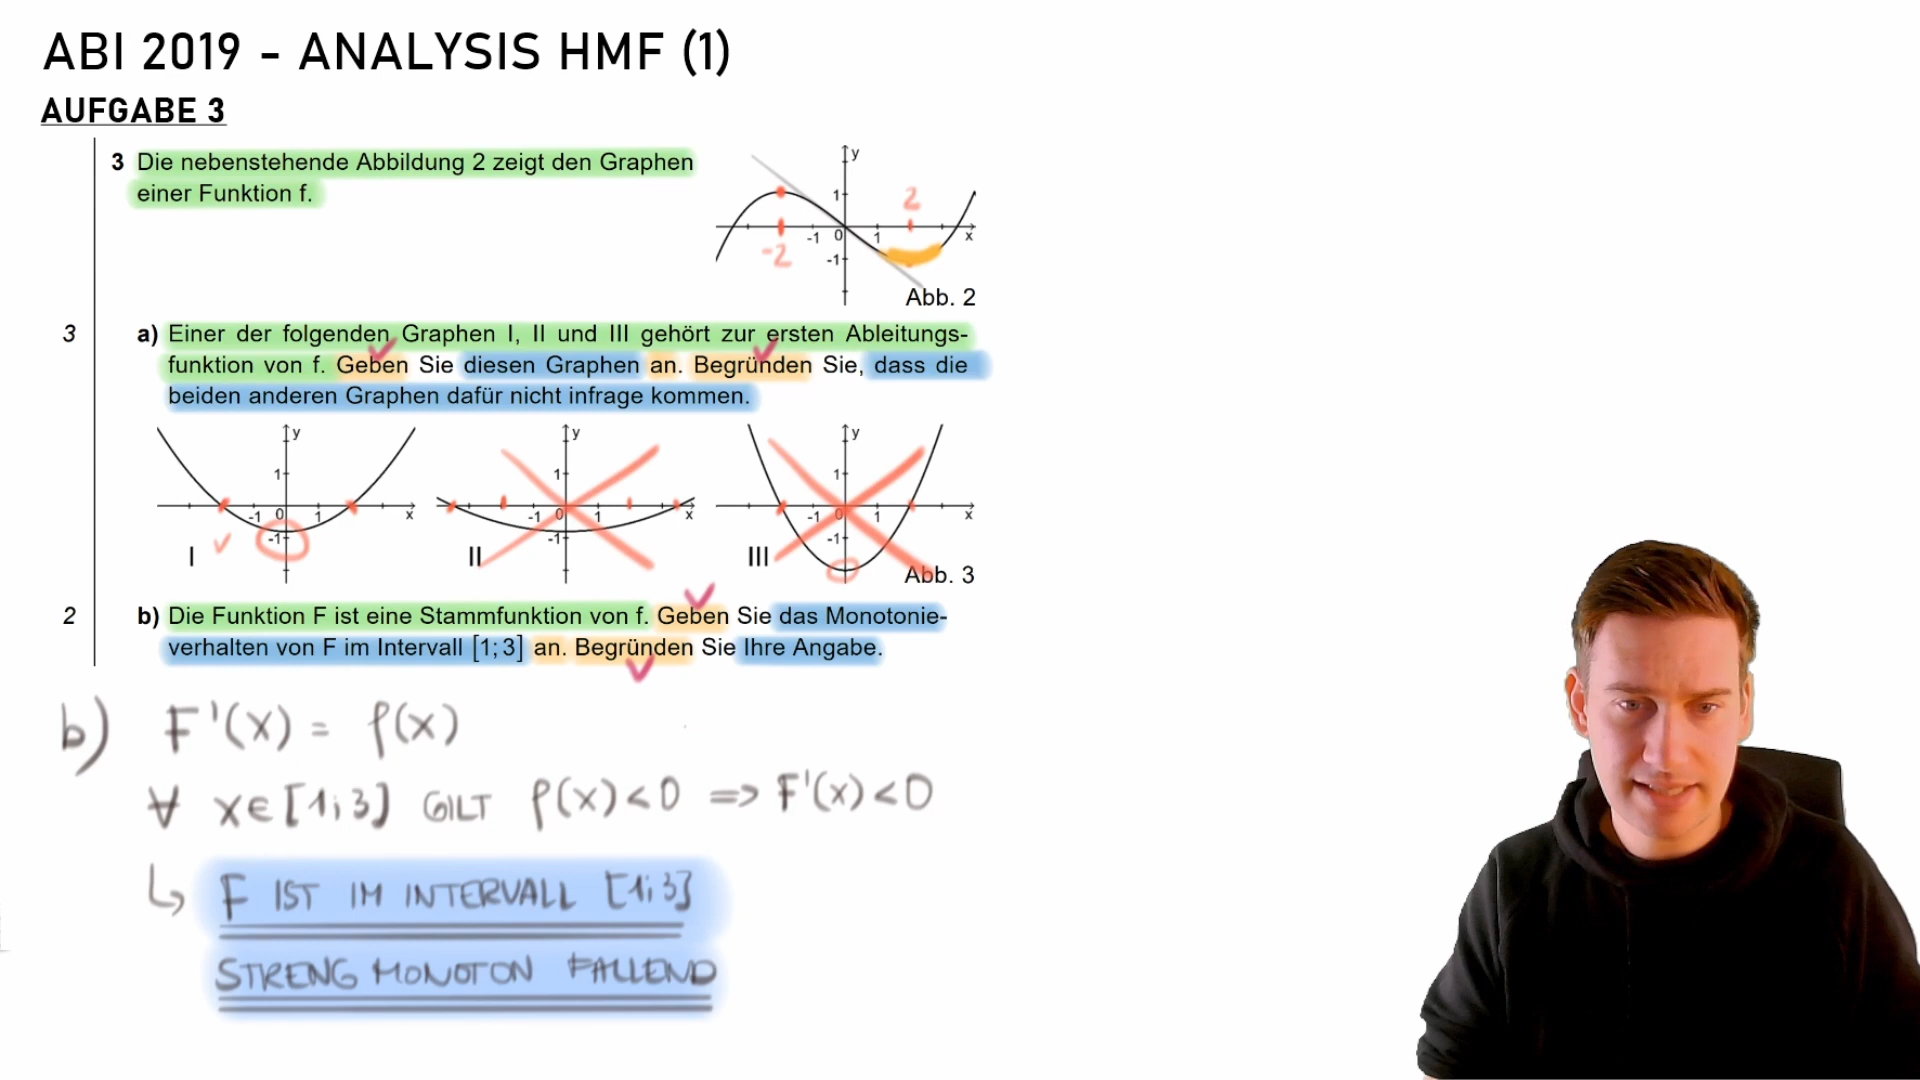 ABI 2019 - ANALYSIS HMF (1)
AUFGABE 3
3 Die nebenstehende Abbildung 2 zeigt den Graphen
einer Funktion f.
y
1
2
-1 0 1 x
-2
-1
Abb. 2
3 a) Einer der folgenden Graphen I, II und III gehört zur ersten Ableitungs-
funktion von f. Geben Sie diesen Graphen an. Begründen Sie, dass die
beiden anderen Graphen dafür nicht infrage kommen.
y y y
1 1 1
-1 0 1 x -1 0 1 x -1 0 1 x
-1 -1 -1
I II III
Abb. 3
2 b) Die Funktion F ist eine Stammfunktion von f. Geben Sie das Monotonie-
verhalten von F im Intervall [1;3] an. Begründen Sie Ihre Angabe.
b) F'(x) = f(x)
∀ x∈[1;3] GILT f(x)<0 => F'(x)<0
↳ F IST IM INTERVALL [1;3]
STRENG MONOTON FALLEND